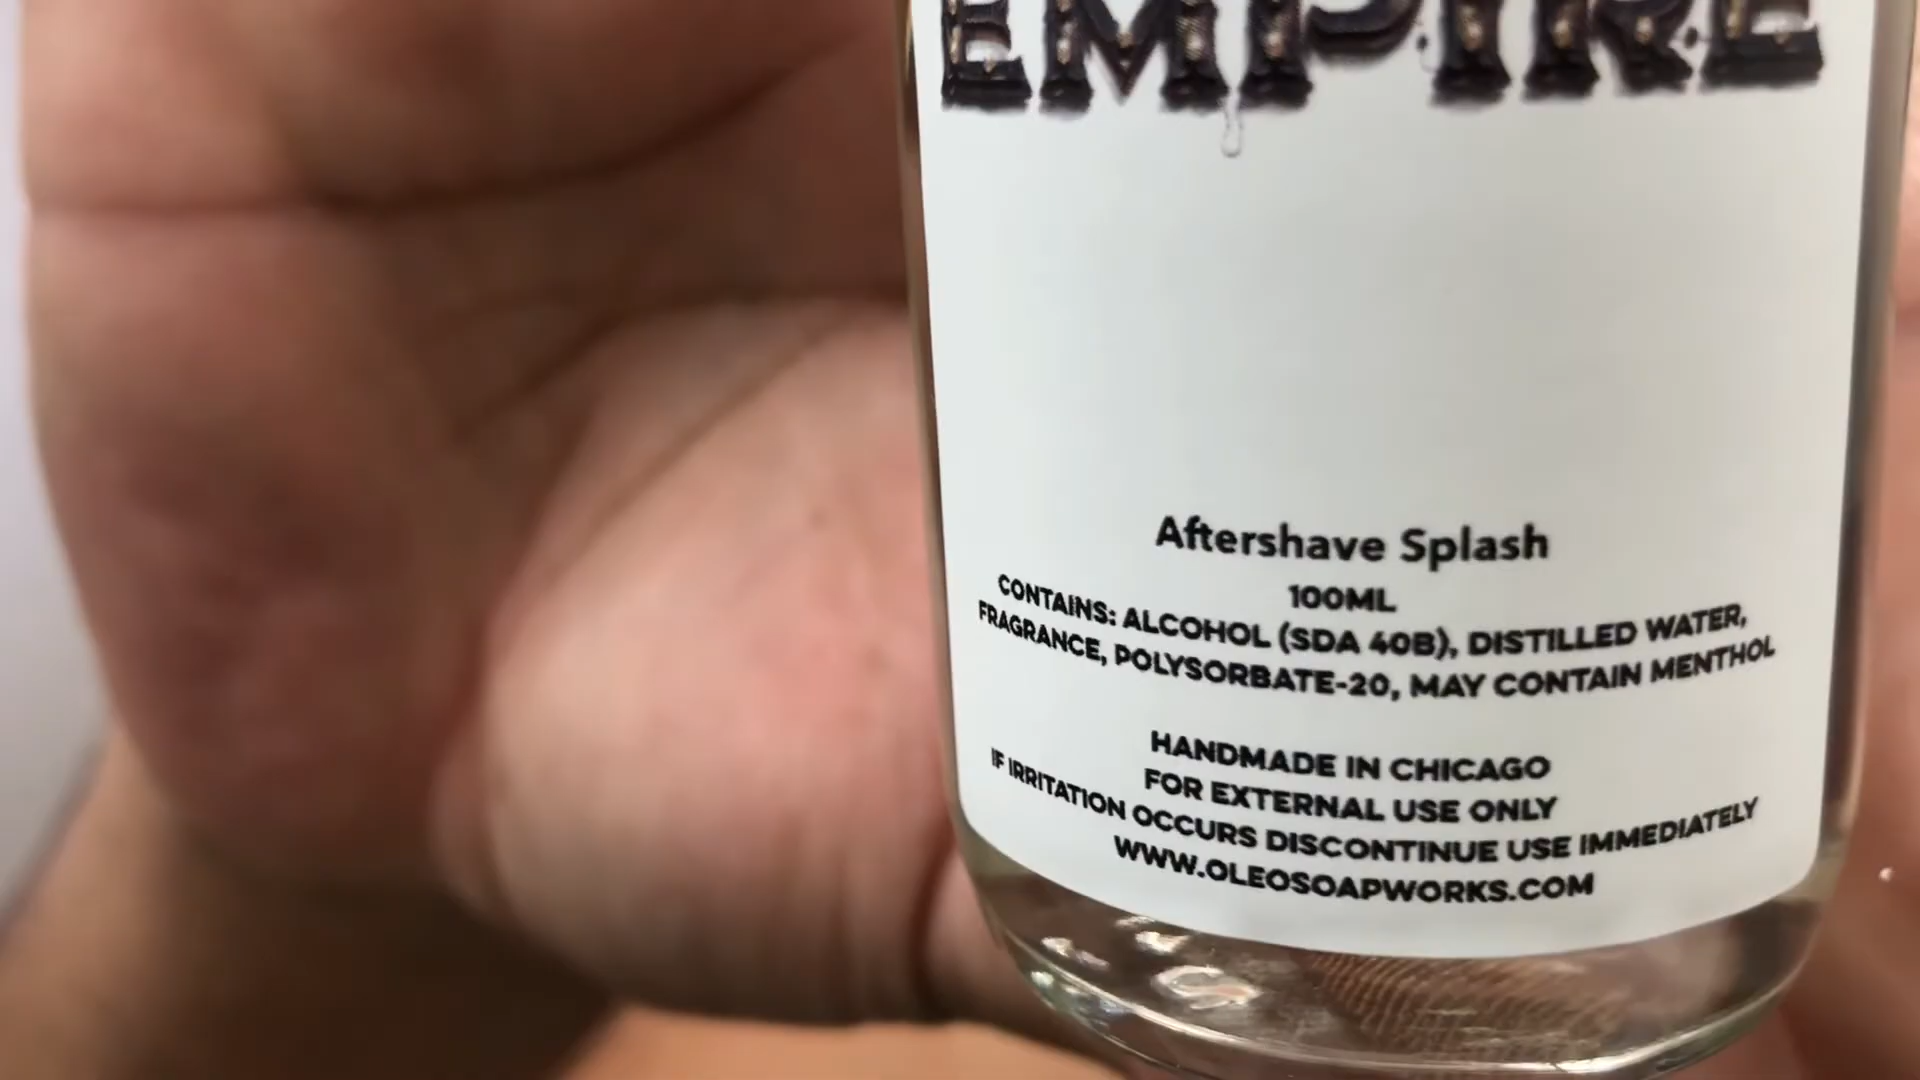 EMPIRE
Aftershave Splash
100ML
CONTAINS: ALCOHOL (SDA 40B), DISTILLED WATER,
FRAGRANCE, POLYSORBATE-20, MAY CONTAIN MENTHOL
HANDMADE IN CHICAGO
FOR EXTERNAL USE ONLY
IF IRRITATION OCCURS DISCONTINUE USE IMMEDIATELY
WWW.OLEOSOAPWORKS.COM